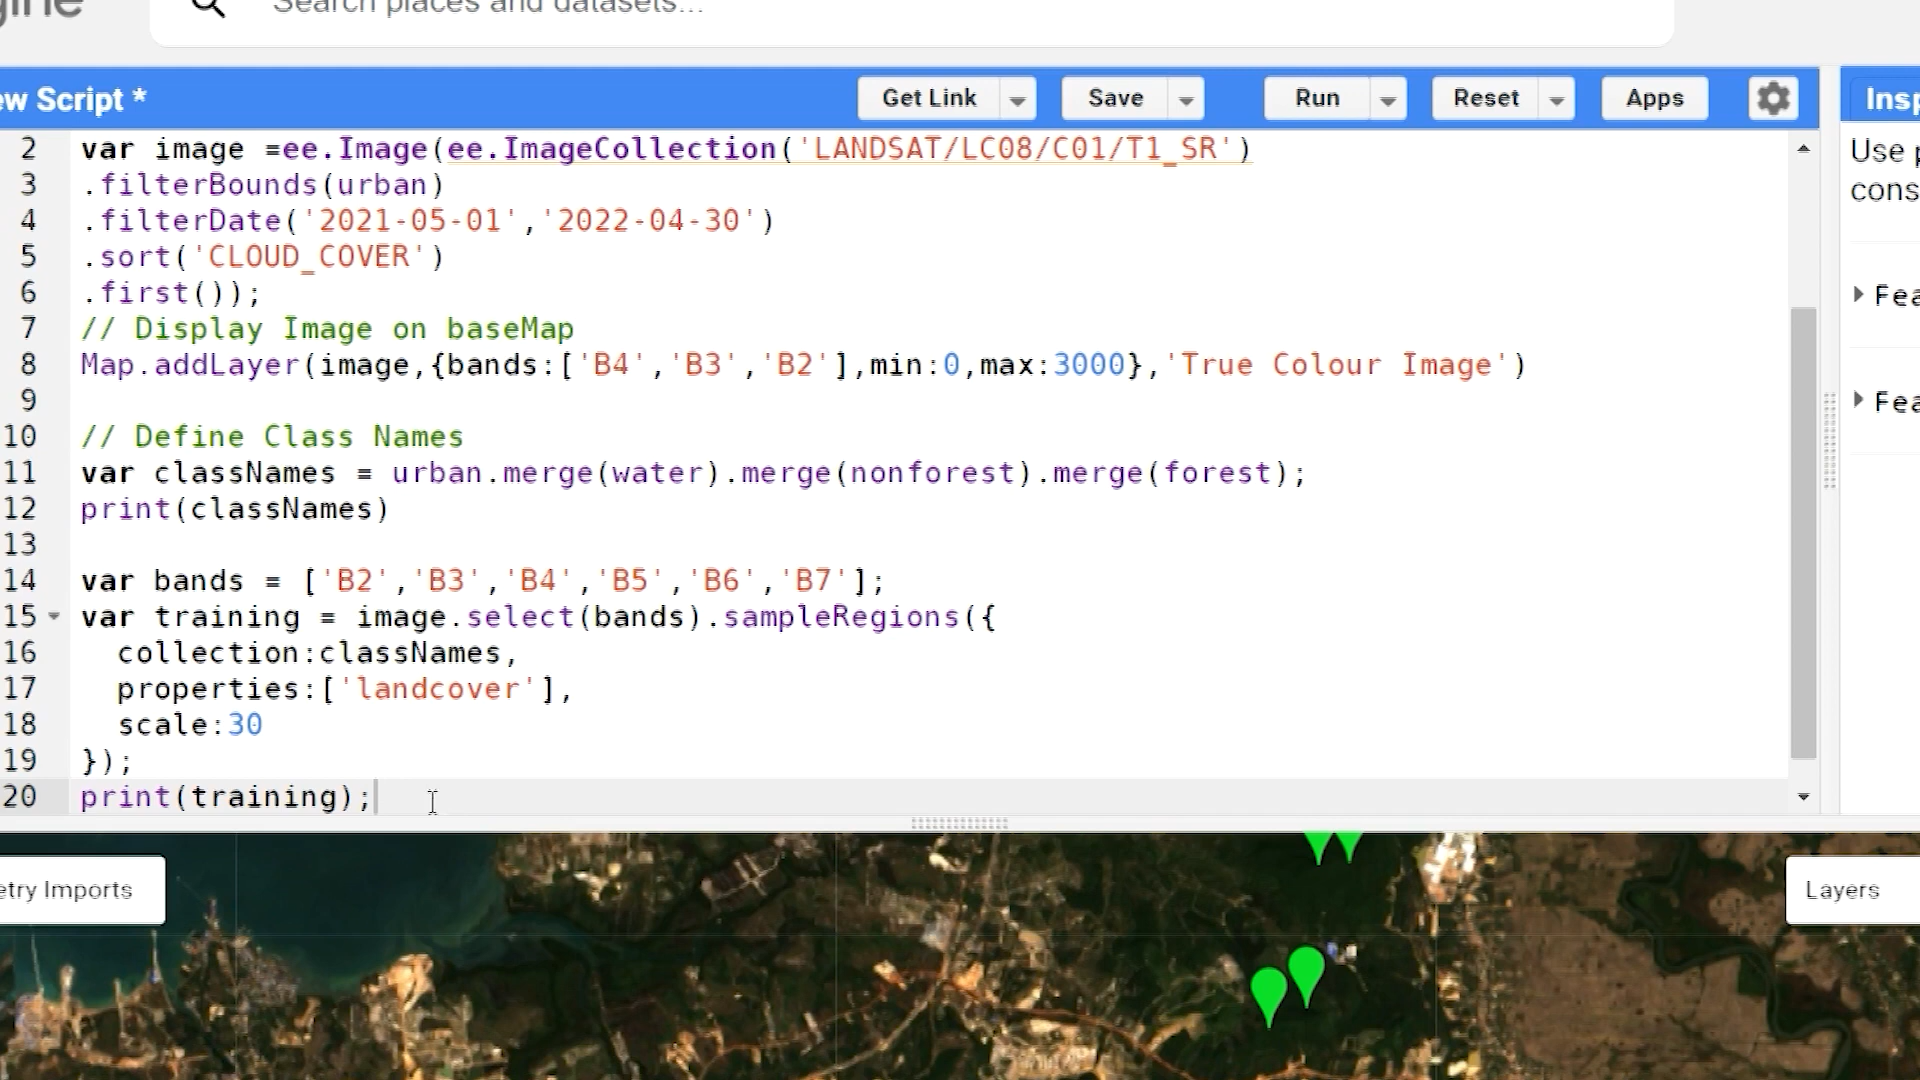 Search places and datasets...
ew Script *
Get Link
Save
Run
Reset
Apps
2 var image =ee.Image(ee.ImageCollection('LANDSAT/LC08/C01/T1_SR')
3 .filterBounds(urban)
4 .filterDate('2021-05-01','2022-04-30')
5 .sort('CLOUD_COVER')
6 .first());
7 // Display Image on baseMap
8 Map.addLayer(image,{bands:['B4','B3','B2'],min:0,max:3000},'True Colour Image')
9
10 // Define Class Names
11 var classNames = urban.merge(water).merge(nonforest).merge(forest);
12 print(classNames)
13
14 var bands = ['B2','B3','B4','B5','B6','B7'];
15 var training = image.select(bands).sampleRegions({
16 collection:classNames,
17 properties:['landcover'],
18 scale:30
19 });
20 print(training);
Insp
Use p
cons
Fea
Fea
etry Imports
Layers